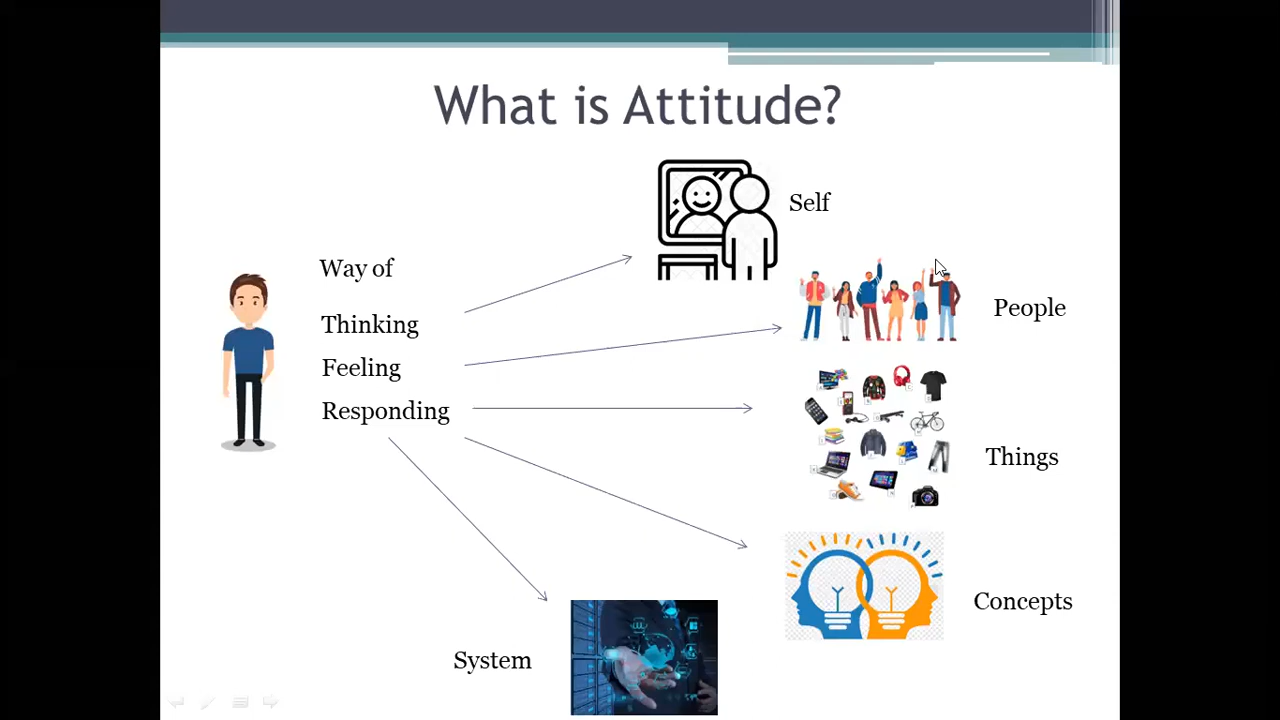 What is Attitude?
Self
Way of
People
Thinking
Feeling
Responding
Things
Concepts
System